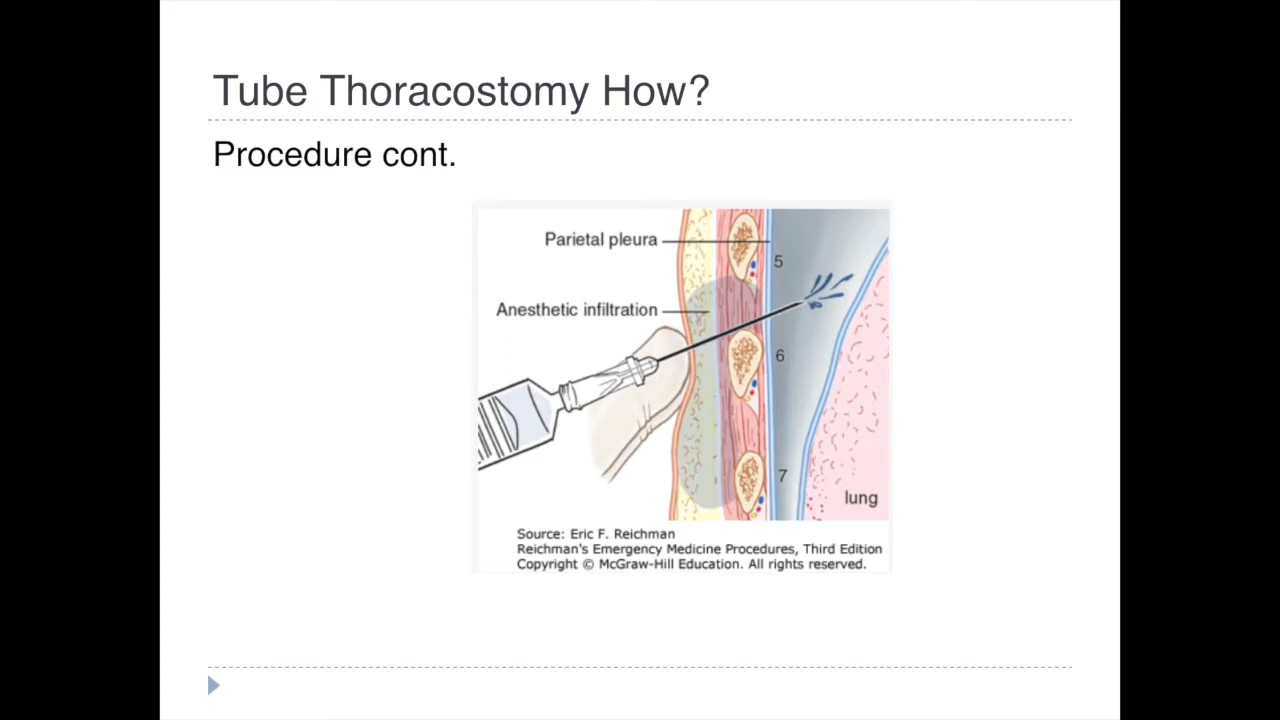 Tube Thoracostomy How?
Procedure cont.
Parietal pleura
5
Anesthetic infiltration
6
7
lung
Source: Eric F. Reichman
Reichman's Emergency Medicine Procedures, Third Edition
Copyright © McGraw-Hill Education. All rights reserved.